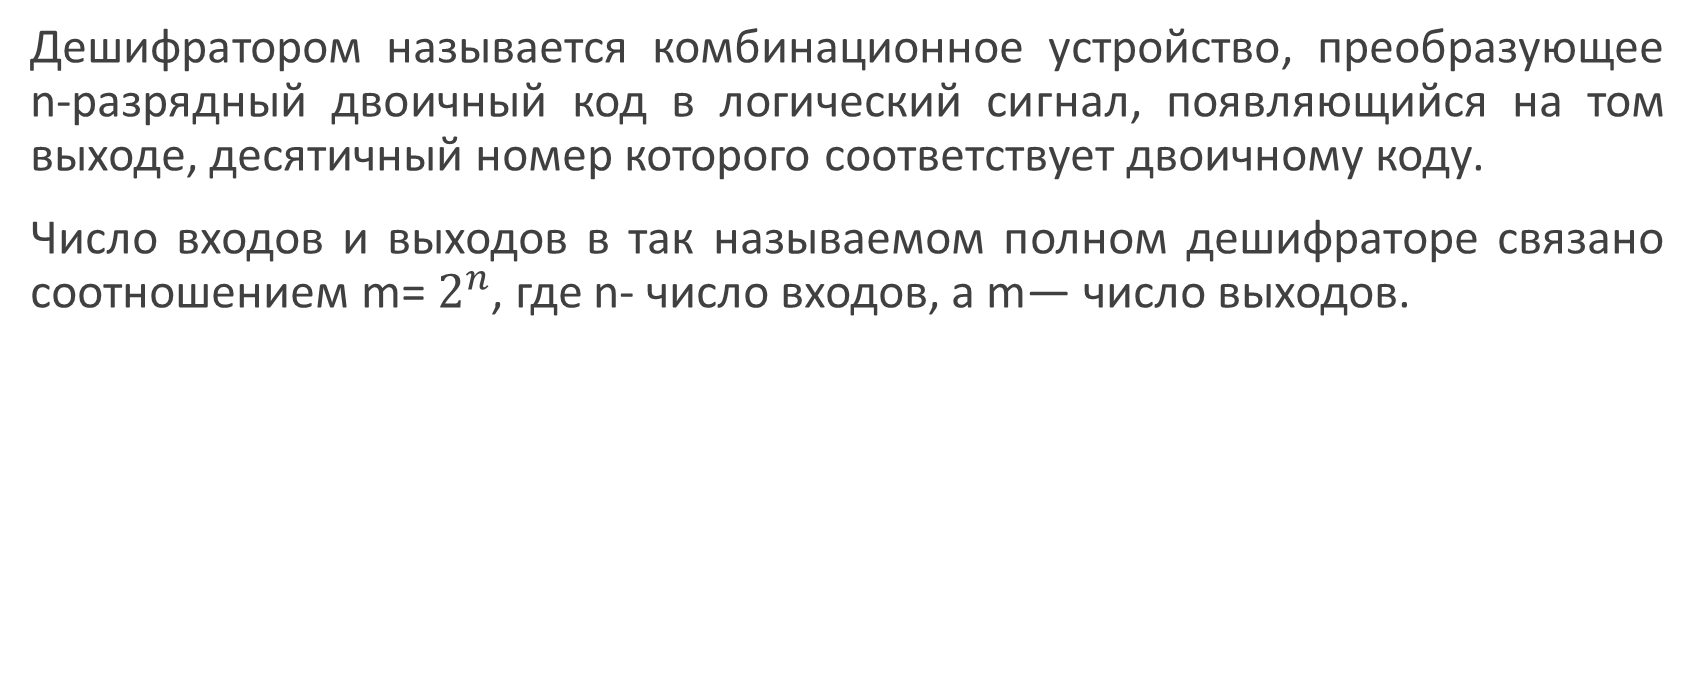 Дешифратором называется комбинационное устройство, преобразующее
n-разрядный двоичный код в логический сигнал, появляющийся на том
выходе, десятичный номер которого соответствует двоичному коду.
Число входов и выходов в так называемом полном дешифраторе связано
соотношением m= 2ⁿ, где n- число входов, а m— число выходов.